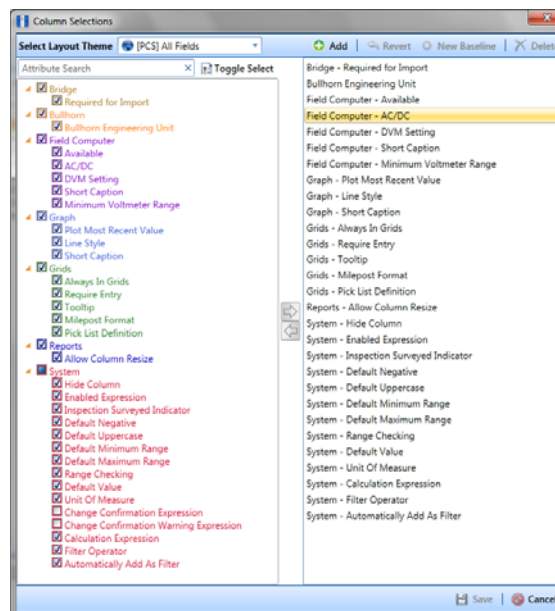 Column Selections
Select Layout Theme [PCS] All Fields
Add Revert New Baseline Delet
Attribute Search Toggle Select
Bridge
Required for Import
Bullhorn
Bullhorn Engineering Unit
Field Computer
Available
AC/DC
DVM Setting
Short Caption
Minimum Voltmeter Range
Graph
Plot Most Recent Value
Line Style
Short Caption
Grids
Always In Grids
Require Entry
Tooltip
Milepost Format
Pick List Definition
Reports
Allow Column Resize
System
Hide Column
Enabled Expression
Inspection Surveyed Indicator
Default Negative
Default Uppercase
Default Minimum Range
Default Maximum Range
Range Checking
Default Value
Unit Of Measure
Change Confirmation Expression
Change Confirmation Warning Expression
Calculation Expression
Filter Operator
Automatically Add As Filter
Bridge - Required for Import
Bullhorn Engineering Unit
Field Computer - Available
Field Computer - AC/DC
Field Computer - DVM Setting
Field Computer - Short Caption
Field Computer - Minimum Voltmeter Range
Graph - Plot Most Recent Value
Graph - Line Style
Graph - Short Caption
Grids - Always In Grids
Grids - Require Entry
Grids - Tooltip
Grids - Milepost Format
Grids - Pick List Definition
Reports - Allow Column Resize
System - Hide Column
System - Enabled Expression
System - Inspection Surveyed Indicator
System - Default Negative
System - Default Uppercase
System - Default Minimum Range
System - Default Maximum Range
System - Range Checking
System - Default Value
System - Unit Of Measure
System - Calculation Expression
System - Filter Operator
System - Automatically Add As Filter
Save Cance